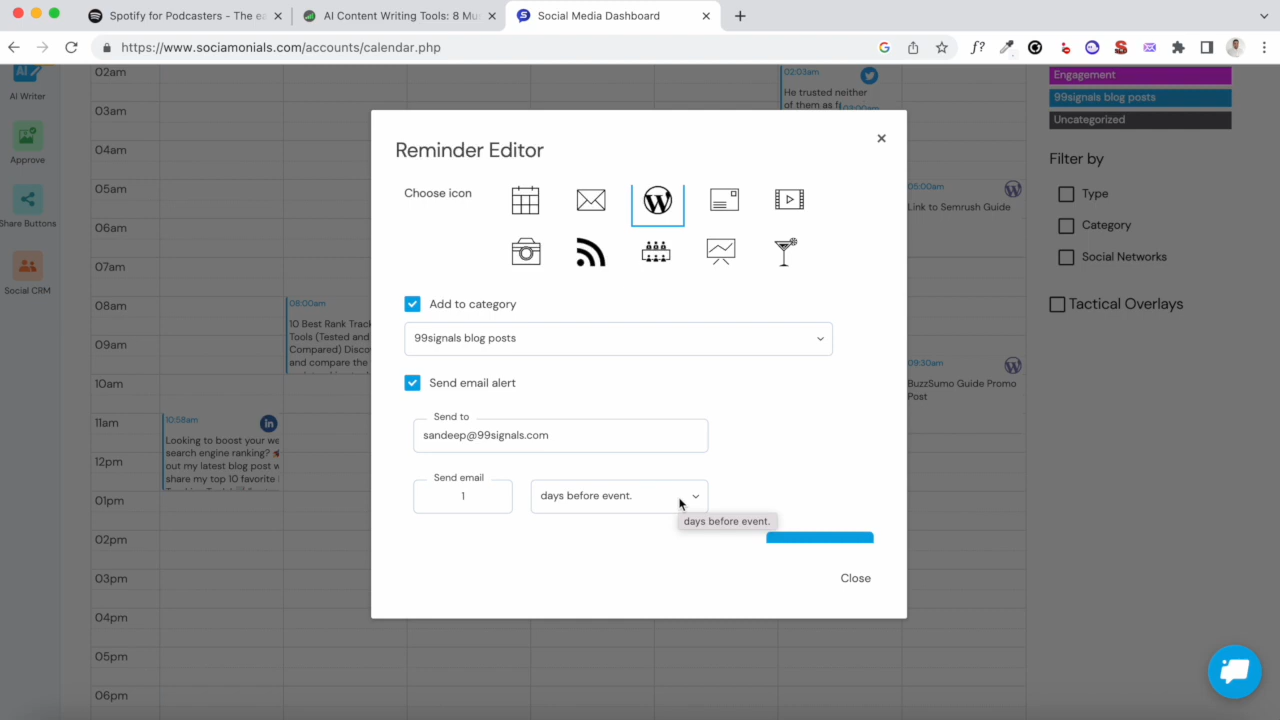 Spotify for Podcasters - The ea
AI Content Writing Tools: 8 Mu
Social Media Dashboard
https://www.sociamonials.com/accounts/calendar.php
f?
AI
AI Writer
Approve
Share Buttons
Social CRM
02am
03am
04am
05am
06am
07am
08am
09am
10am
11am
12pm
01pm
02pm
03pm
04pm
05pm
06pm
08:00am
10 Best Rank Track
Tools (Tested and
Compared) Disco
and compare the
10:58am
Looking to boost your we
search engine ranking?
out my latest blog post w
share my top 10 favorite
02:03am
He trusted neither
of them as f
03:00am
05:00am
Link to Semrush Guide
09:30am
BuzzSumo Guide Promo
Post
Reminder Editor
Choose icon
Add to category
99signals blog posts
Send email alert
Send to
sandeep@99signals.com
Send email
1
days before event.
days before event.
Close
Engagement
99signals blog posts
Uncategorized
Filter by
Type
Category
Social Networks
Tactical Overlays